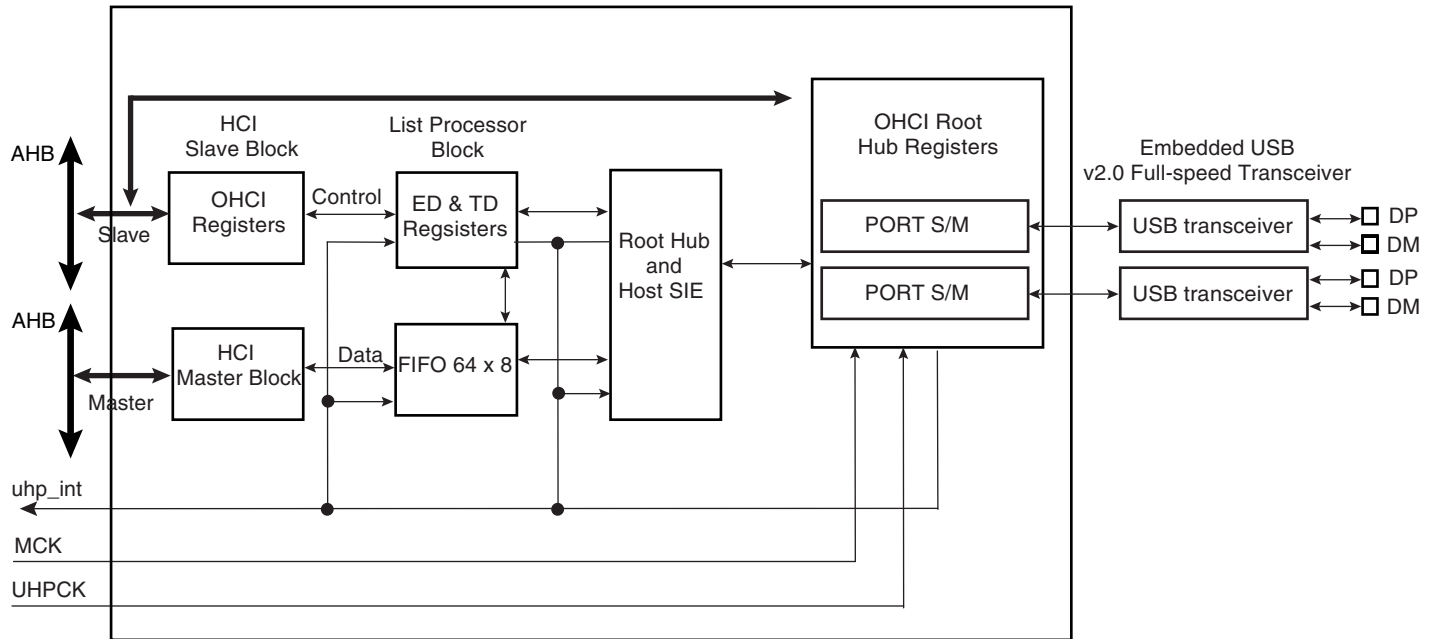 HCI
Slave Block
List Processor
Block
OHCI Root
Hub Registers
Embedded USB
v2.0 Full-speed Transceiver
AHB
Slave
OHCI
Registers
Control
ED & TD
Regsisters
Root Hub
and
Host SIE
PORT S/M
USB transceiver
DP
DM
PORT S/M
USB transceiver
DP
DM
AHB
Master
HCI
Master Block
Data
FIFO 64 x 8
uhp_int
MCK
UHPCK